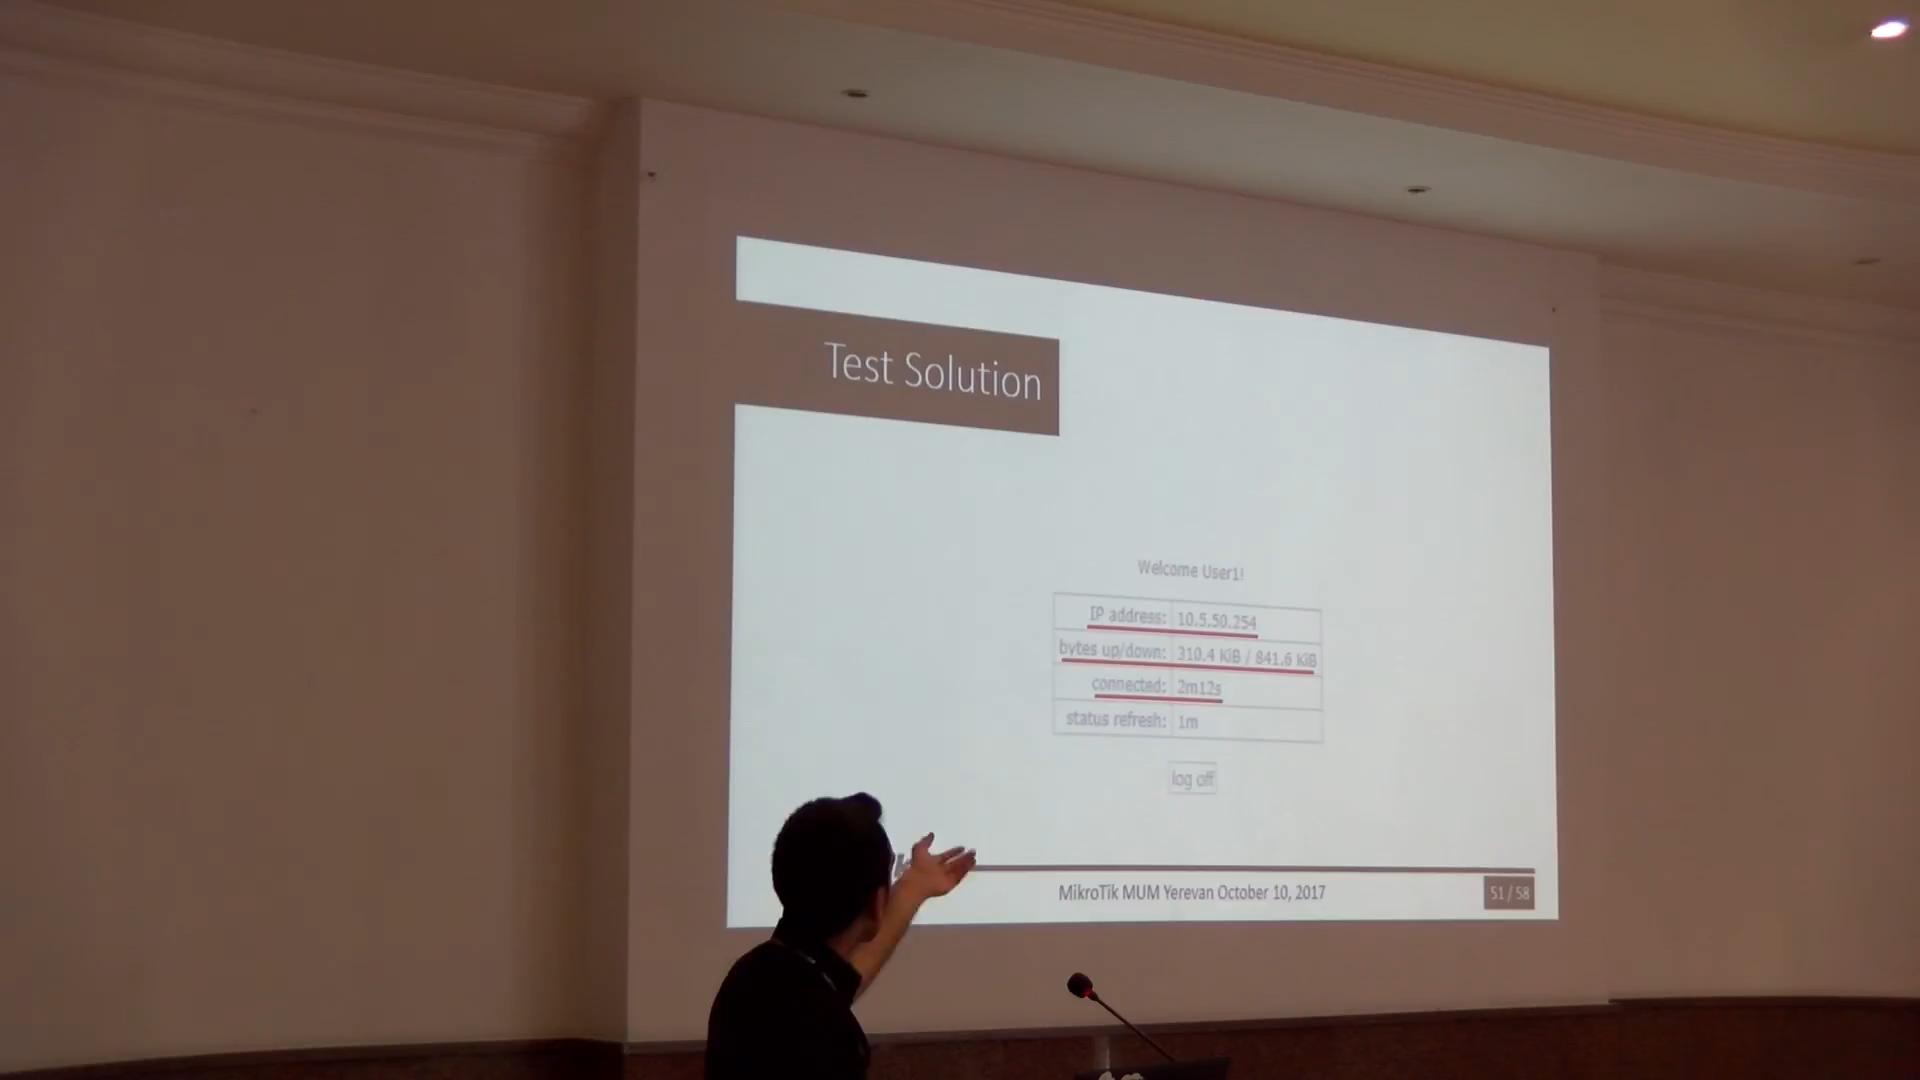 Test Solution
Welcome User1!
IP address: 10.5.50.254
bytes up/down: 310.4 KiB / 841.6 KiB
connected: 2m12s
status refresh: 1m
log off
MikroTik MUM Yerevan October 10, 2017
51 / 58